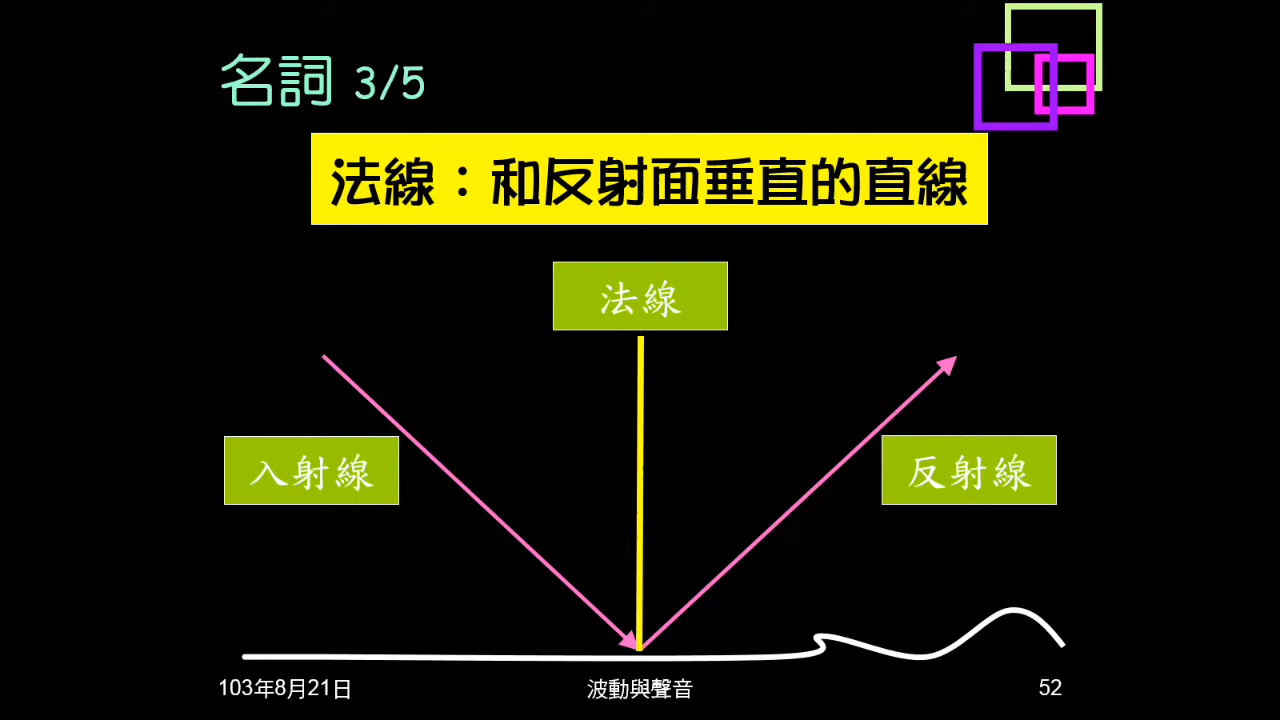 名詞 3/5
法線：和反射面垂直的直線
法線
入射線
反射線
103年8月21日
波動與聲音
52